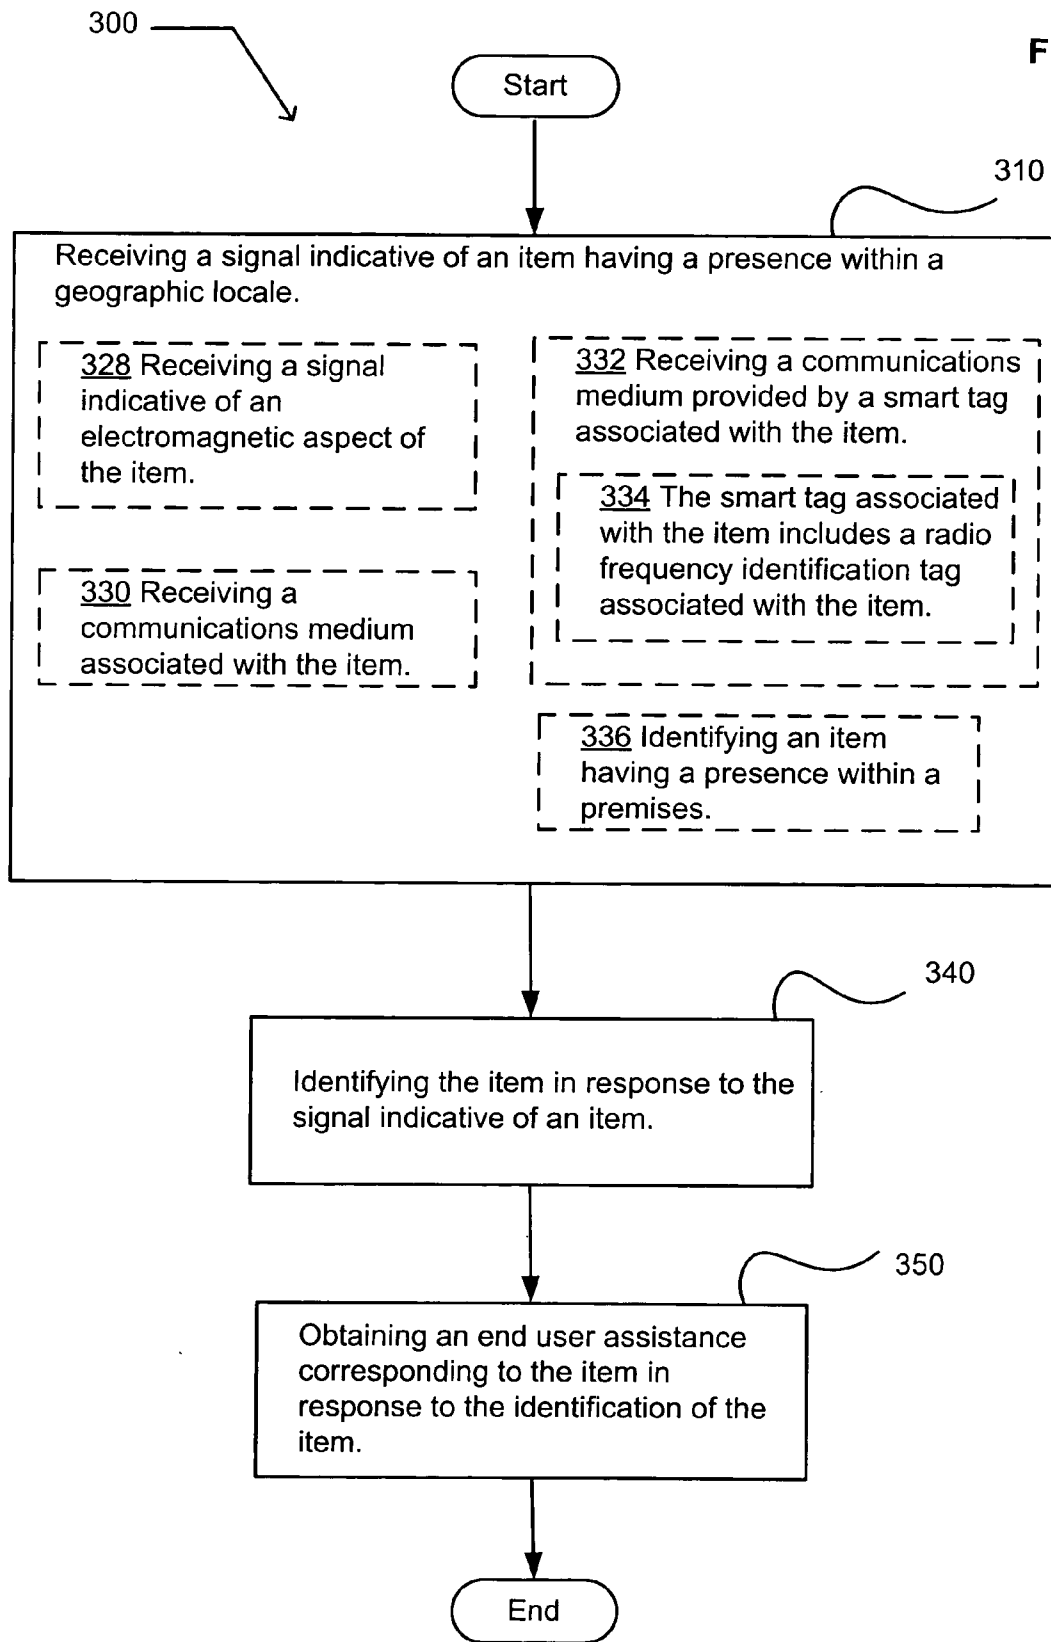 300
F
Start
310
Receiving a signal indicative of an item having a presence within a
geographic locale.
328 Receiving a signal
indicative of an
electromagnetic aspect of
the item.
332 Receiving a communications
medium provided by a smart tag
associated with the item.
334 The smart tag associated
with the item includes a radio
frequency identification tag
associated with the item.
330 Receiving a
communications medium
associated with the item.
336 Identifying an item
having a presence within a
premises.
340
Identifying the item in response to the
signal indicative of an item.
350
Obtaining an end user assistance
corresponding to the item in
response to the identification of the
item.
End